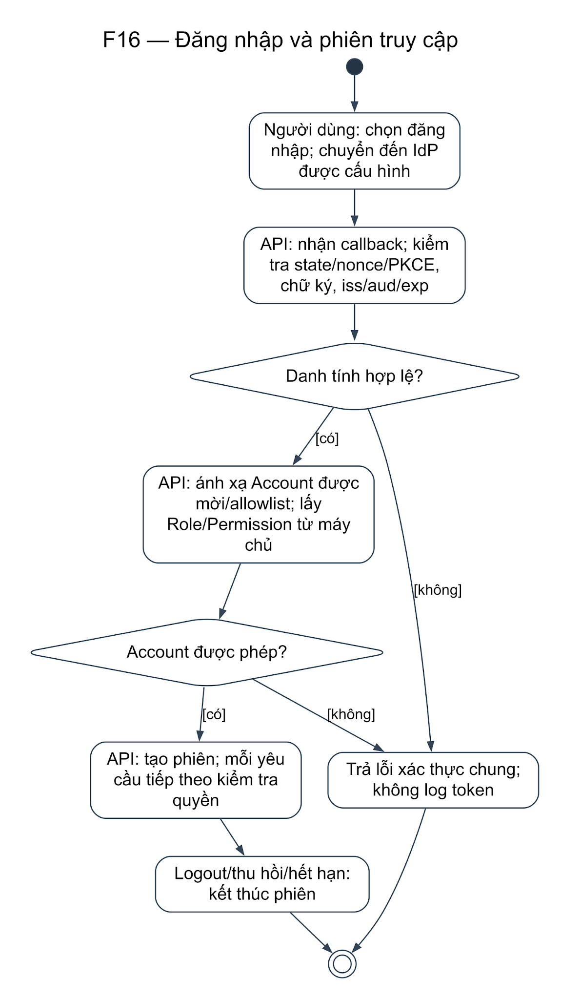 F16 — Đăng nhập và phiên truy cập
Người dùng: chọn đăng
nhập; chuyển đến IdP
được cấu hình
API: nhận callback; kiểm
tra state/nonce/PKCE,
chữ ký, iss/aud/exp
Danh tính hợp lệ?
[có]
API: ánh xạ Account được
mời/allowlist; lấy
Role/Permission từ máy
chủ
[không]
Account được phép?
[có]
[không]
API: tạo phiên; mỗi yêu
cầu tiếp theo kiểm tra
quyền
Trả lỗi xác thực chung;
không log token
Logout/thu hồi/hết hạn:
kết thúc phiên